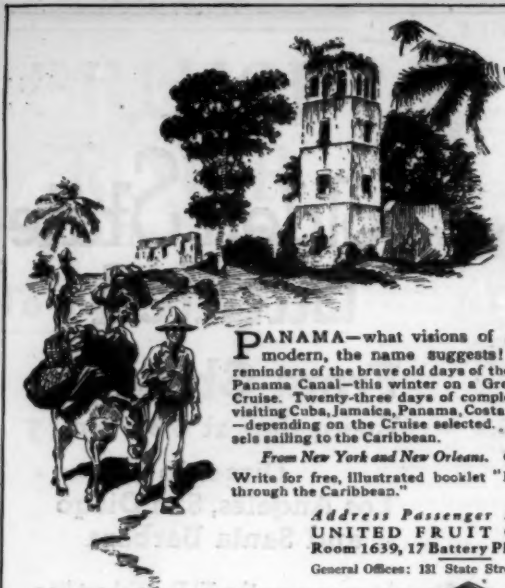 PANAMA—what visions of
modern, the name suggests!
reminders of the brave old days of the
Panama Canal—this winter on a Gre
Cruise. Twenty-three days of comple
visiting Cuba, Jamaica, Panama, Costa
—depending on the Cruise selected.
sels sailing to the Caribbean.
From New York and New Orleans.
Write for free, illustrated booklet "
through the Caribbean."
Address Passenger
UNITED FRUIT
Room 1639, 17 Battery Pl
General Offices: 131 State Stre